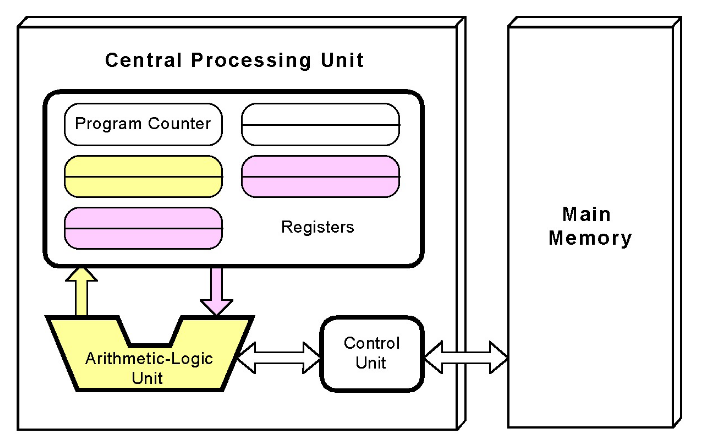 Central Processing Unit
Program Counter
Registers
Main
Memory
Arithmetic-Logic
Unit
Control
Unit